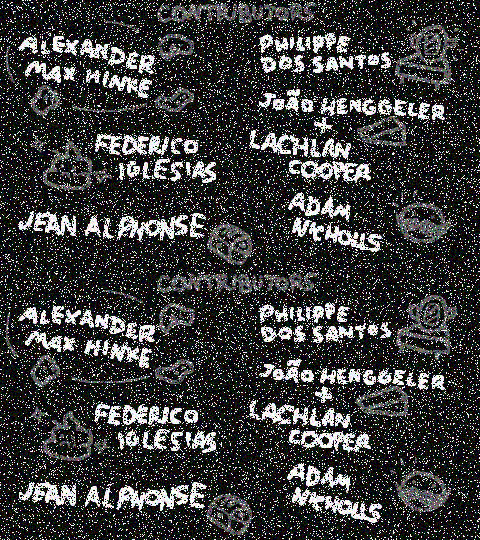 CONTRIBUTORS
ALEXANDER
MAX HINKE
PHILIPPE
DOS SANTOS
JOÃO HENGGELER
+
LACHLAN
COOPER
FEDERICO
IGLESIAS
ADAM
NICHOLLS
JEAN ALPHONSE
CONTRIBUTORS
ALEXANDER
MAX HINKE
PHILIPPE
DOS SANTOS
JOÃO HENGGELER
+
LACHLAN
COOPER
FEDERICO
IGLESIAS
ADAM
NICHOLLS
JEAN ALPHONSE